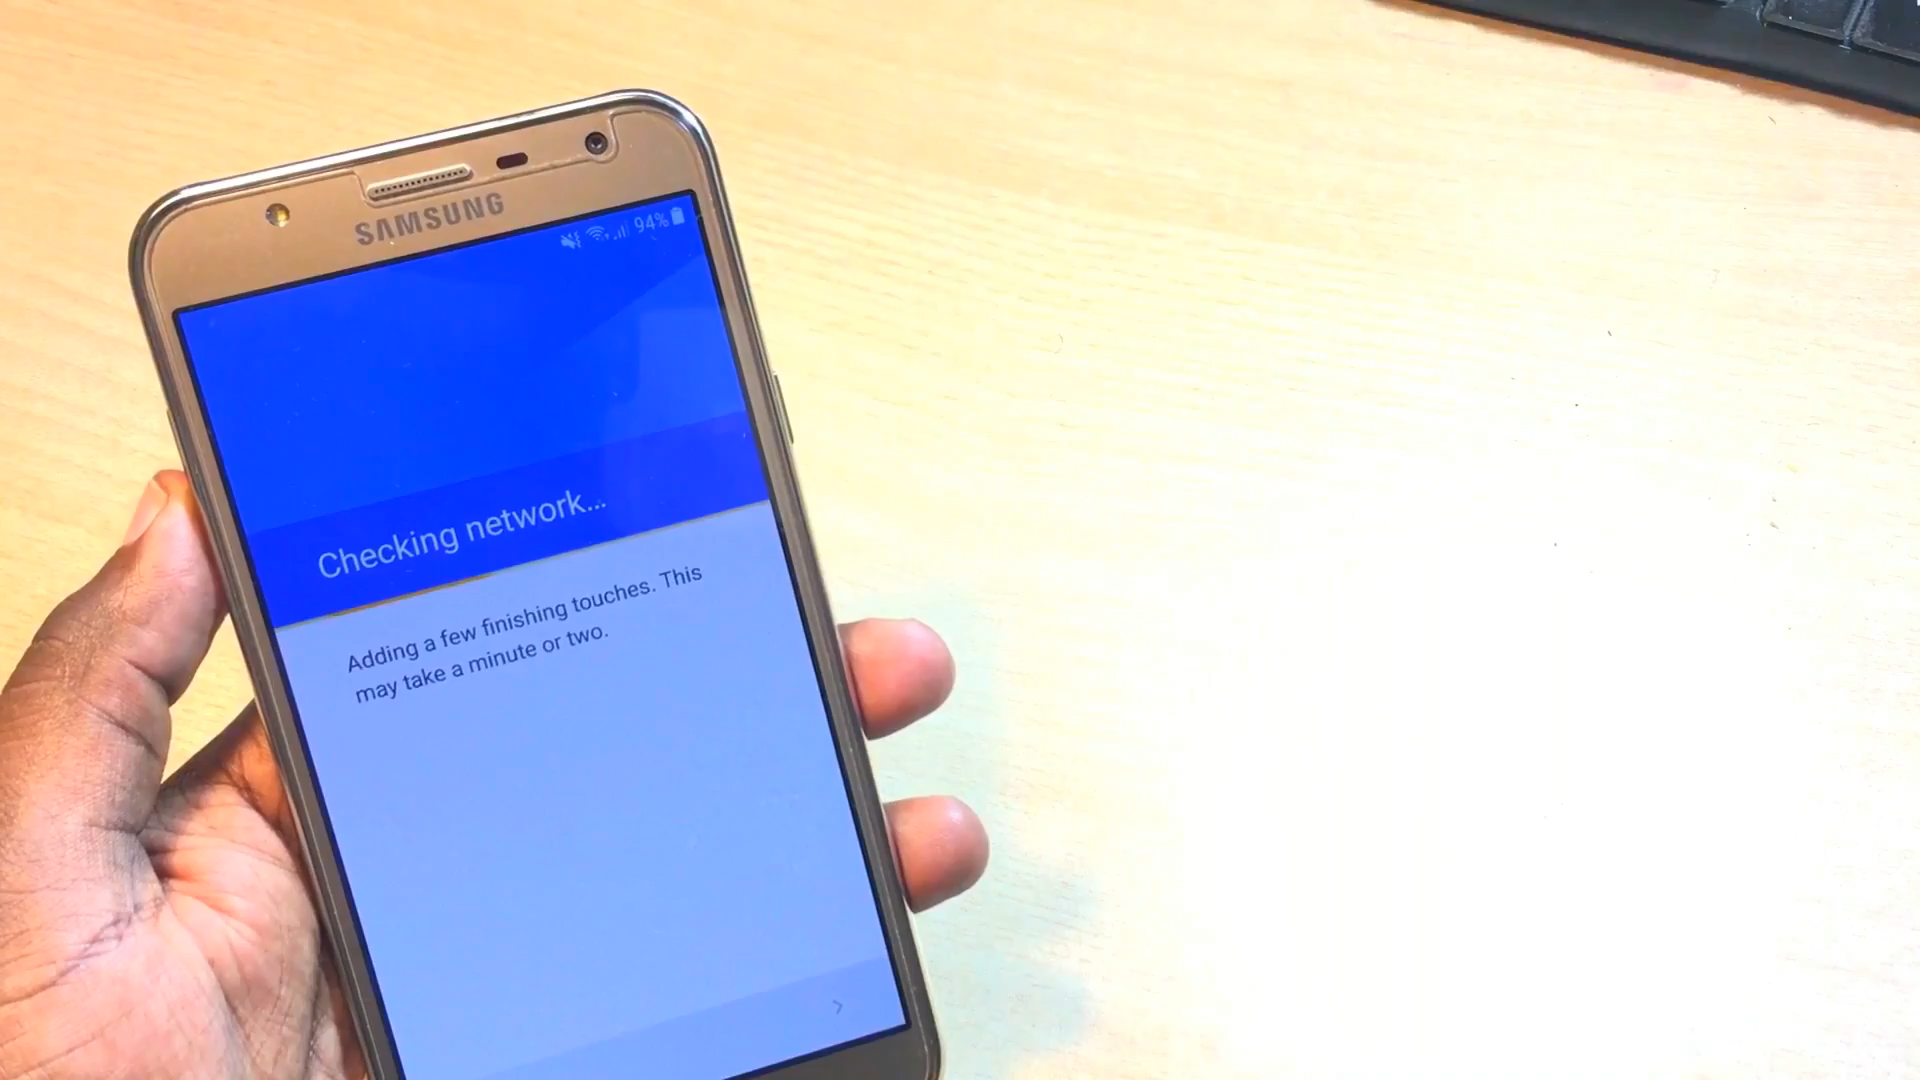 SAMSUNG
94%
Checking network...
Adding a few finishing touches. This
may take a minute or two.